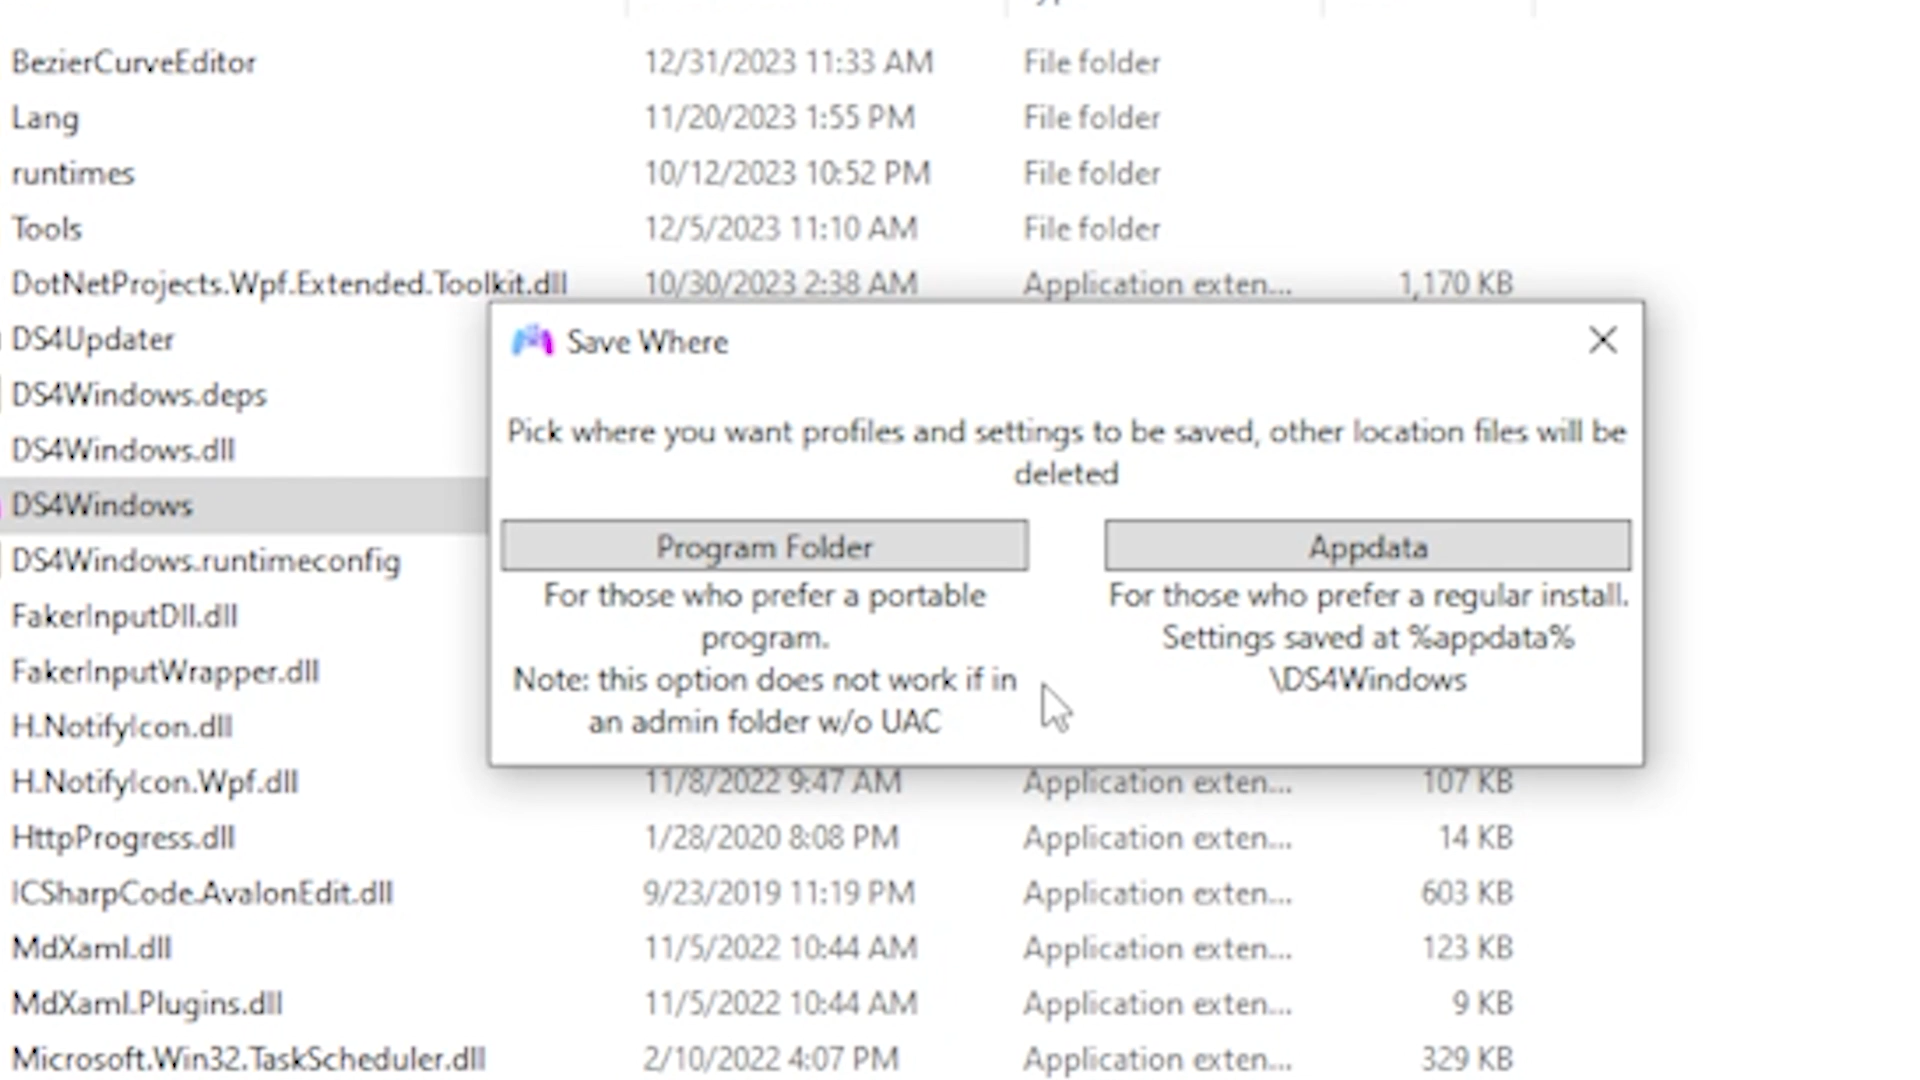 BezierCurveEditor 12/31/2023 11:33 AM File folder
Lang 11/20/2023 1:55 PM File folder
runtimes 10/12/2023 10:52 PM File folder
Tools 12/5/2023 11:10 AM File folder
DotNetProjects.Wpf.Extended.Toolkit.dll 10/30/2023 2:38 AM Application exten... 1,170 KB
DS4Updater
DS4Windows.deps
DS4Windows.dll
DS4Windows
DS4Windows.runtimeconfig
FakerInputDll.dll
FakerInputWrapper.dll
H.NotifyIcon.dll
Save Where
Pick where you want profiles and settings to be saved, other location files will be
deleted
Program Folder
For those who prefer a portable
program.
Note: this option does not work if in
an admin folder w/o UAC
Appdata
For those who prefer a regular install.
Settings saved at %appdata%
\DS4Windows
H.NotifyIcon.Wpf.dll 11/8/2022 9:47 AM Application exten... 107 KB
HttpProgress.dll 1/28/2020 8:08 PM Application exten... 14 KB
ICSharpCode.AvalonEdit.dll 9/23/2019 11:19 PM Application exten... 603 KB
MdXaml.dll 11/5/2022 10:44 AM Application exten... 123 KB
MdXaml.Plugins.dll 11/5/2022 10:44 AM Application exten... 9 KB
Microsoft.Win32.TaskScheduler.dll 2/10/2022 4:07 PM Application exten... 329 KB